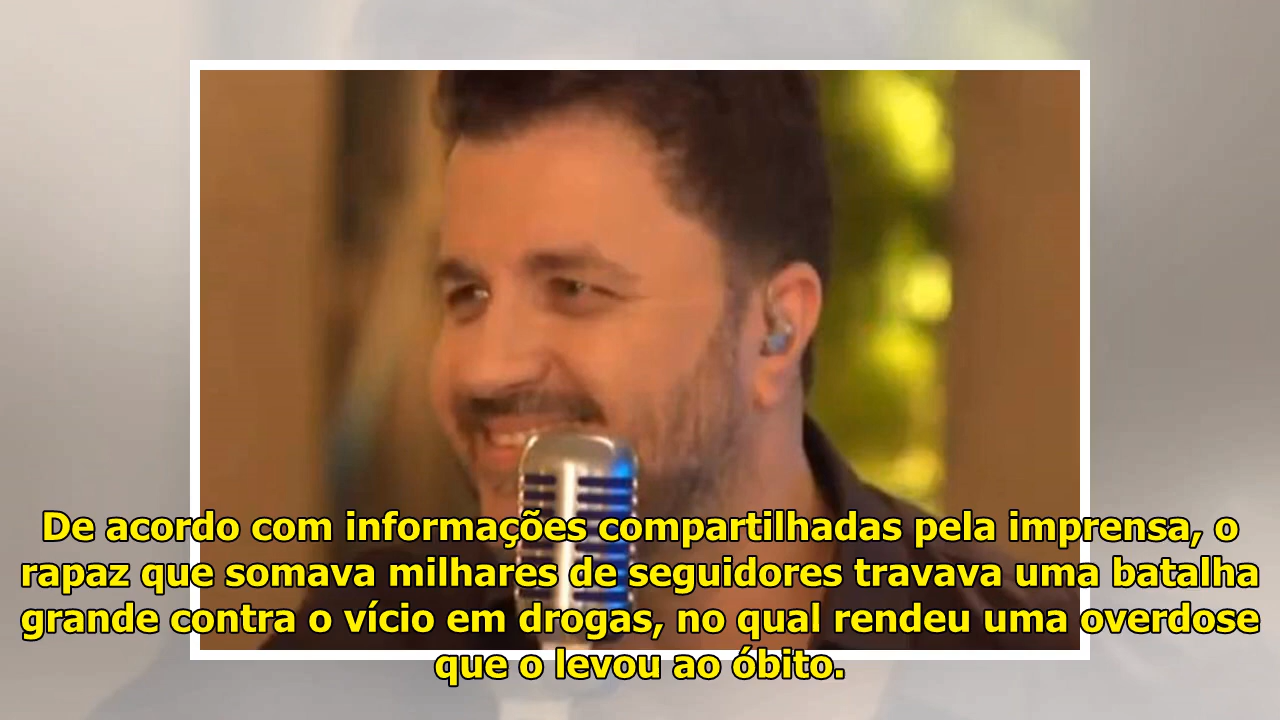 De acordo com informações compartilhadas pela imprensa, o
rapaz que somava milhares de seguidores travava uma batalha
grande contra o vício em drogas, no qual rendeu uma overdose
que o levou ao óbito.